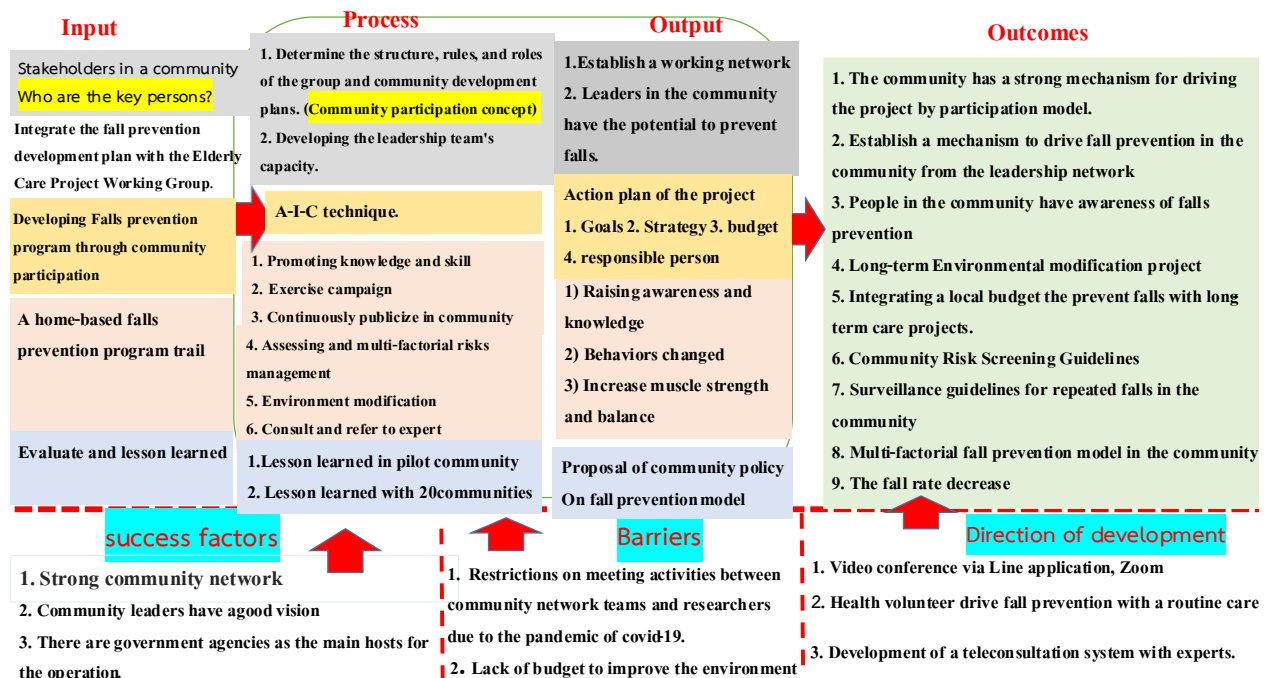 Input
Stakeholders in a community
Who are the key persons?
Integrate the fall prevention
development plan with the Elderly
Care Project Working Group.
Developing Falls prevention
program through community
participation
A home-based falls
prevention program trail
Evaluate and lesson learned
Process
1. Determine the structure, rules, and roles
of the group and community development
plans. (Community participation concept)
2. Developing the leadership team's
capacity.
A-I-C technique.
1. Promoting knowledge and skill
2. Exercise campaign
3. Continuously publicize in community
4. Assessing and multi-factorial risks
management
5. Environment modification
6. Consult and refer to expert
1.Lesson learned in pilot community
2. Lesson learned with 20communities
Output
1.Establish a working network
2. Leaders in the community
have the potential to prevent
falls.
Action plan of the project
1. Goals 2. Strategy 3. budget
4. responsible person
1) Raising awareness and
knowledge
2) Behaviors changed
3) Increase muscle strength
and balance
Proposal of community policy
On fall prevention model
Outcomes
1. The community has a strong mechanism for driving
the project by participation model.
2. Establish a mechanism to drive fall prevention in the
community from the leadership network
3. People in the community have awareness of falls
prevention
4. Long-term Environmental modification project
5. Integrating a local budget the prevent falls with long-
term care projects.
6. Community Risk Screening Guidelines
7. Surveillance guidelines for repeated falls in the
community
8. Multi-factorial fall prevention model in the community
9. The fall rate decrease
success factors
1. Strong community network
2. Community leaders have agood vision
3. There are government agencies as the main hosts for
the operation.
Barriers
1. Restrictions on meeting activities between
community network teams and researchers
due to the pandemic of covid-19.
2. Lack of budget to improve the environment
Direction of development
1. Video conference via Line application, Zoom
2. Health volunteer drive fall prevention with a routine care
3. Development of a teleconsultation system with experts.